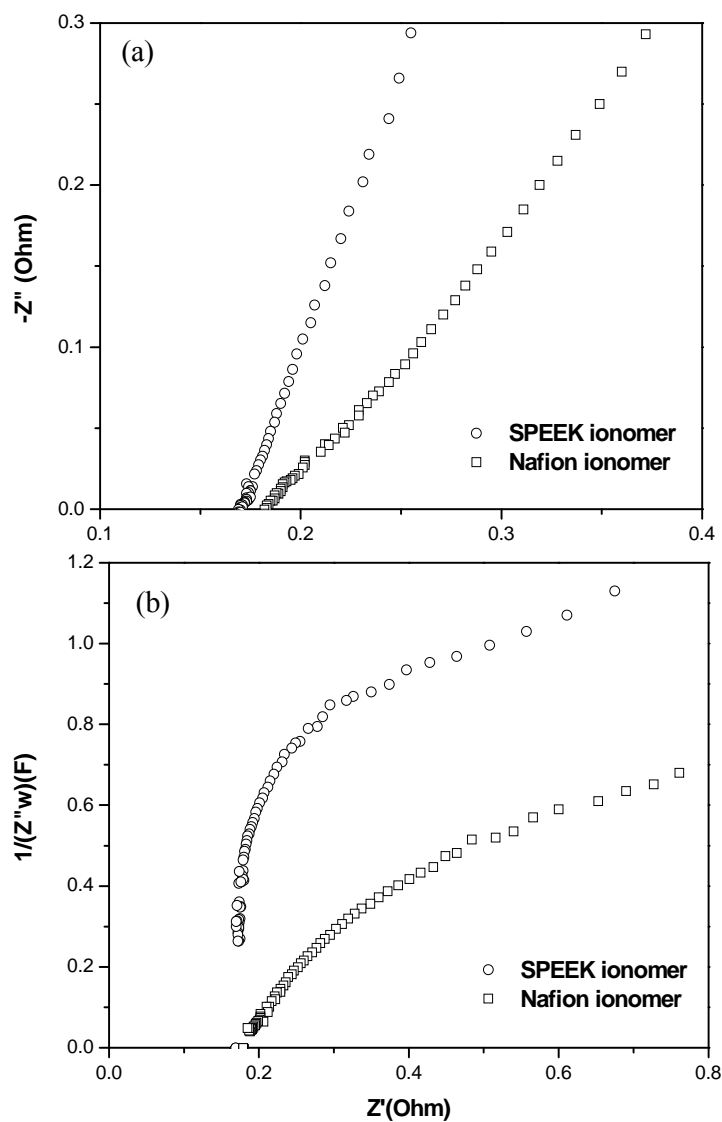 (a)
0.3
0.2
0.1
0.0
-Z" (Ohm)
SPEEK ionomer
Nafion ionomer
0.1 0.2 0.3 0.4
(b)
1.2
1.0
0.8
0.6
0.4
0.2
0.0
1/(Z"w)(F)
SPEEK ionomer
Nafion ionomer
0.0 0.2 0.4 0.6 0.8
Z'(Ohm)